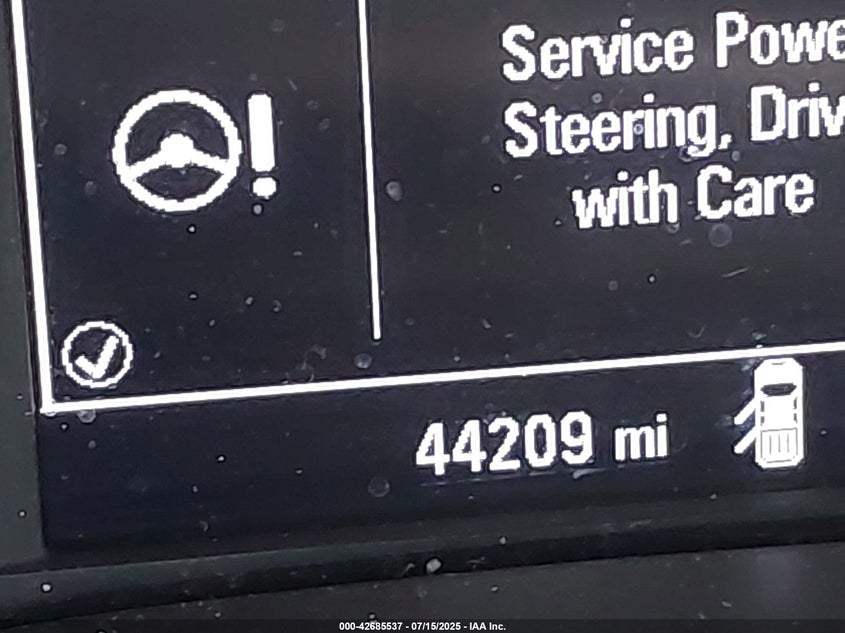 Service Powe
Steering, Driv
with Care
44209 mi
000-42685537 - 07/15/2025 - IAA Inc.